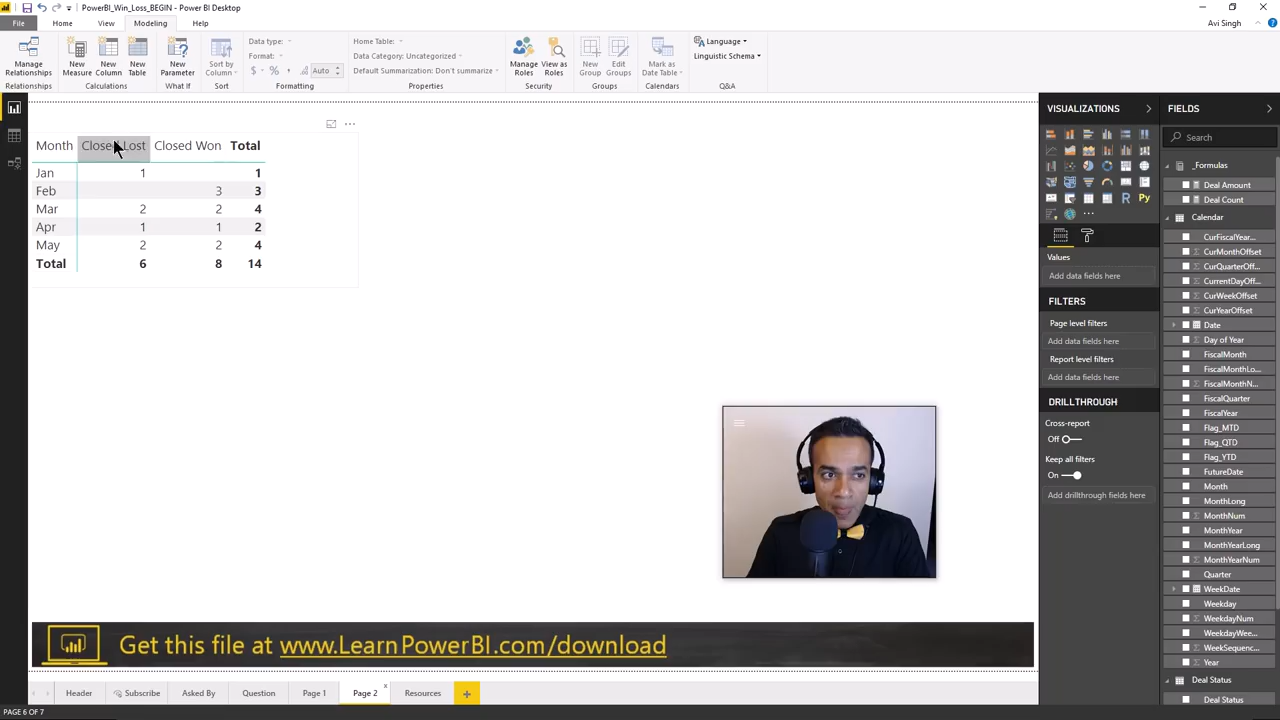 PowerBI_Win_Loss_BEGIN - Power BI Desktop
Avi Singh
File Home View Modeling Help
Manage Relationships
New Measure
New Column
New Table
New Parameter
Sort by Column
Data type:
Format:
$ % , Auto
Home Table:
Data Category: Uncategorized
Default Summarization: Don't summarize
Manage Roles
View as Roles
New Group
Edit Groups
Mark as Date Table
Language
Linguistic Schema
Relationships Calculations What If Sort Formatting Properties Security Groups Calendars Q&A
Month Closed Lost Closed Won Total
Jan 1 1
Feb 3 3
Mar 2 2 4
Apr 1 1 2
May 2 2 4
Total 6 8 14
Get this file at www.LearnPowerBI.com/download
Header Subscribe Asked By Question Page 1 Page 2 Resources
PAGE 6 OF 7
VISUALIZATIONS
R Py
Values
Add data fields here
FILTERS
Page level filters
Add data fields here
Report level filters
Add data fields here
DRILLTHROUGH
Cross-report
Off
Keep all filters
On
Add drillthrough fields here
FIELDS
Search
_Formulas
Deal Amount
Deal Count
Calendar
CurFiscalYear...
CurMonthOffset
CurQuarterOff...
CurrentDayOff...
CurWeekOffset
CurYearOffset
Date
Day of Year
FiscalMonth
FiscalMonthLo...
FiscalMonthN...
FiscalQuarter
FiscalYear
Flag_MTD
Flag_QTD
Flag_YTD
FutureDate
Month
MonthLong
MonthNum
MonthYear
MonthYearLong
MonthYearNum
Quarter
WeekDate
Weekday
WeekdayNum
WeekdayWee...
WeekSequenc...
Year
Deal Status
Deal Status